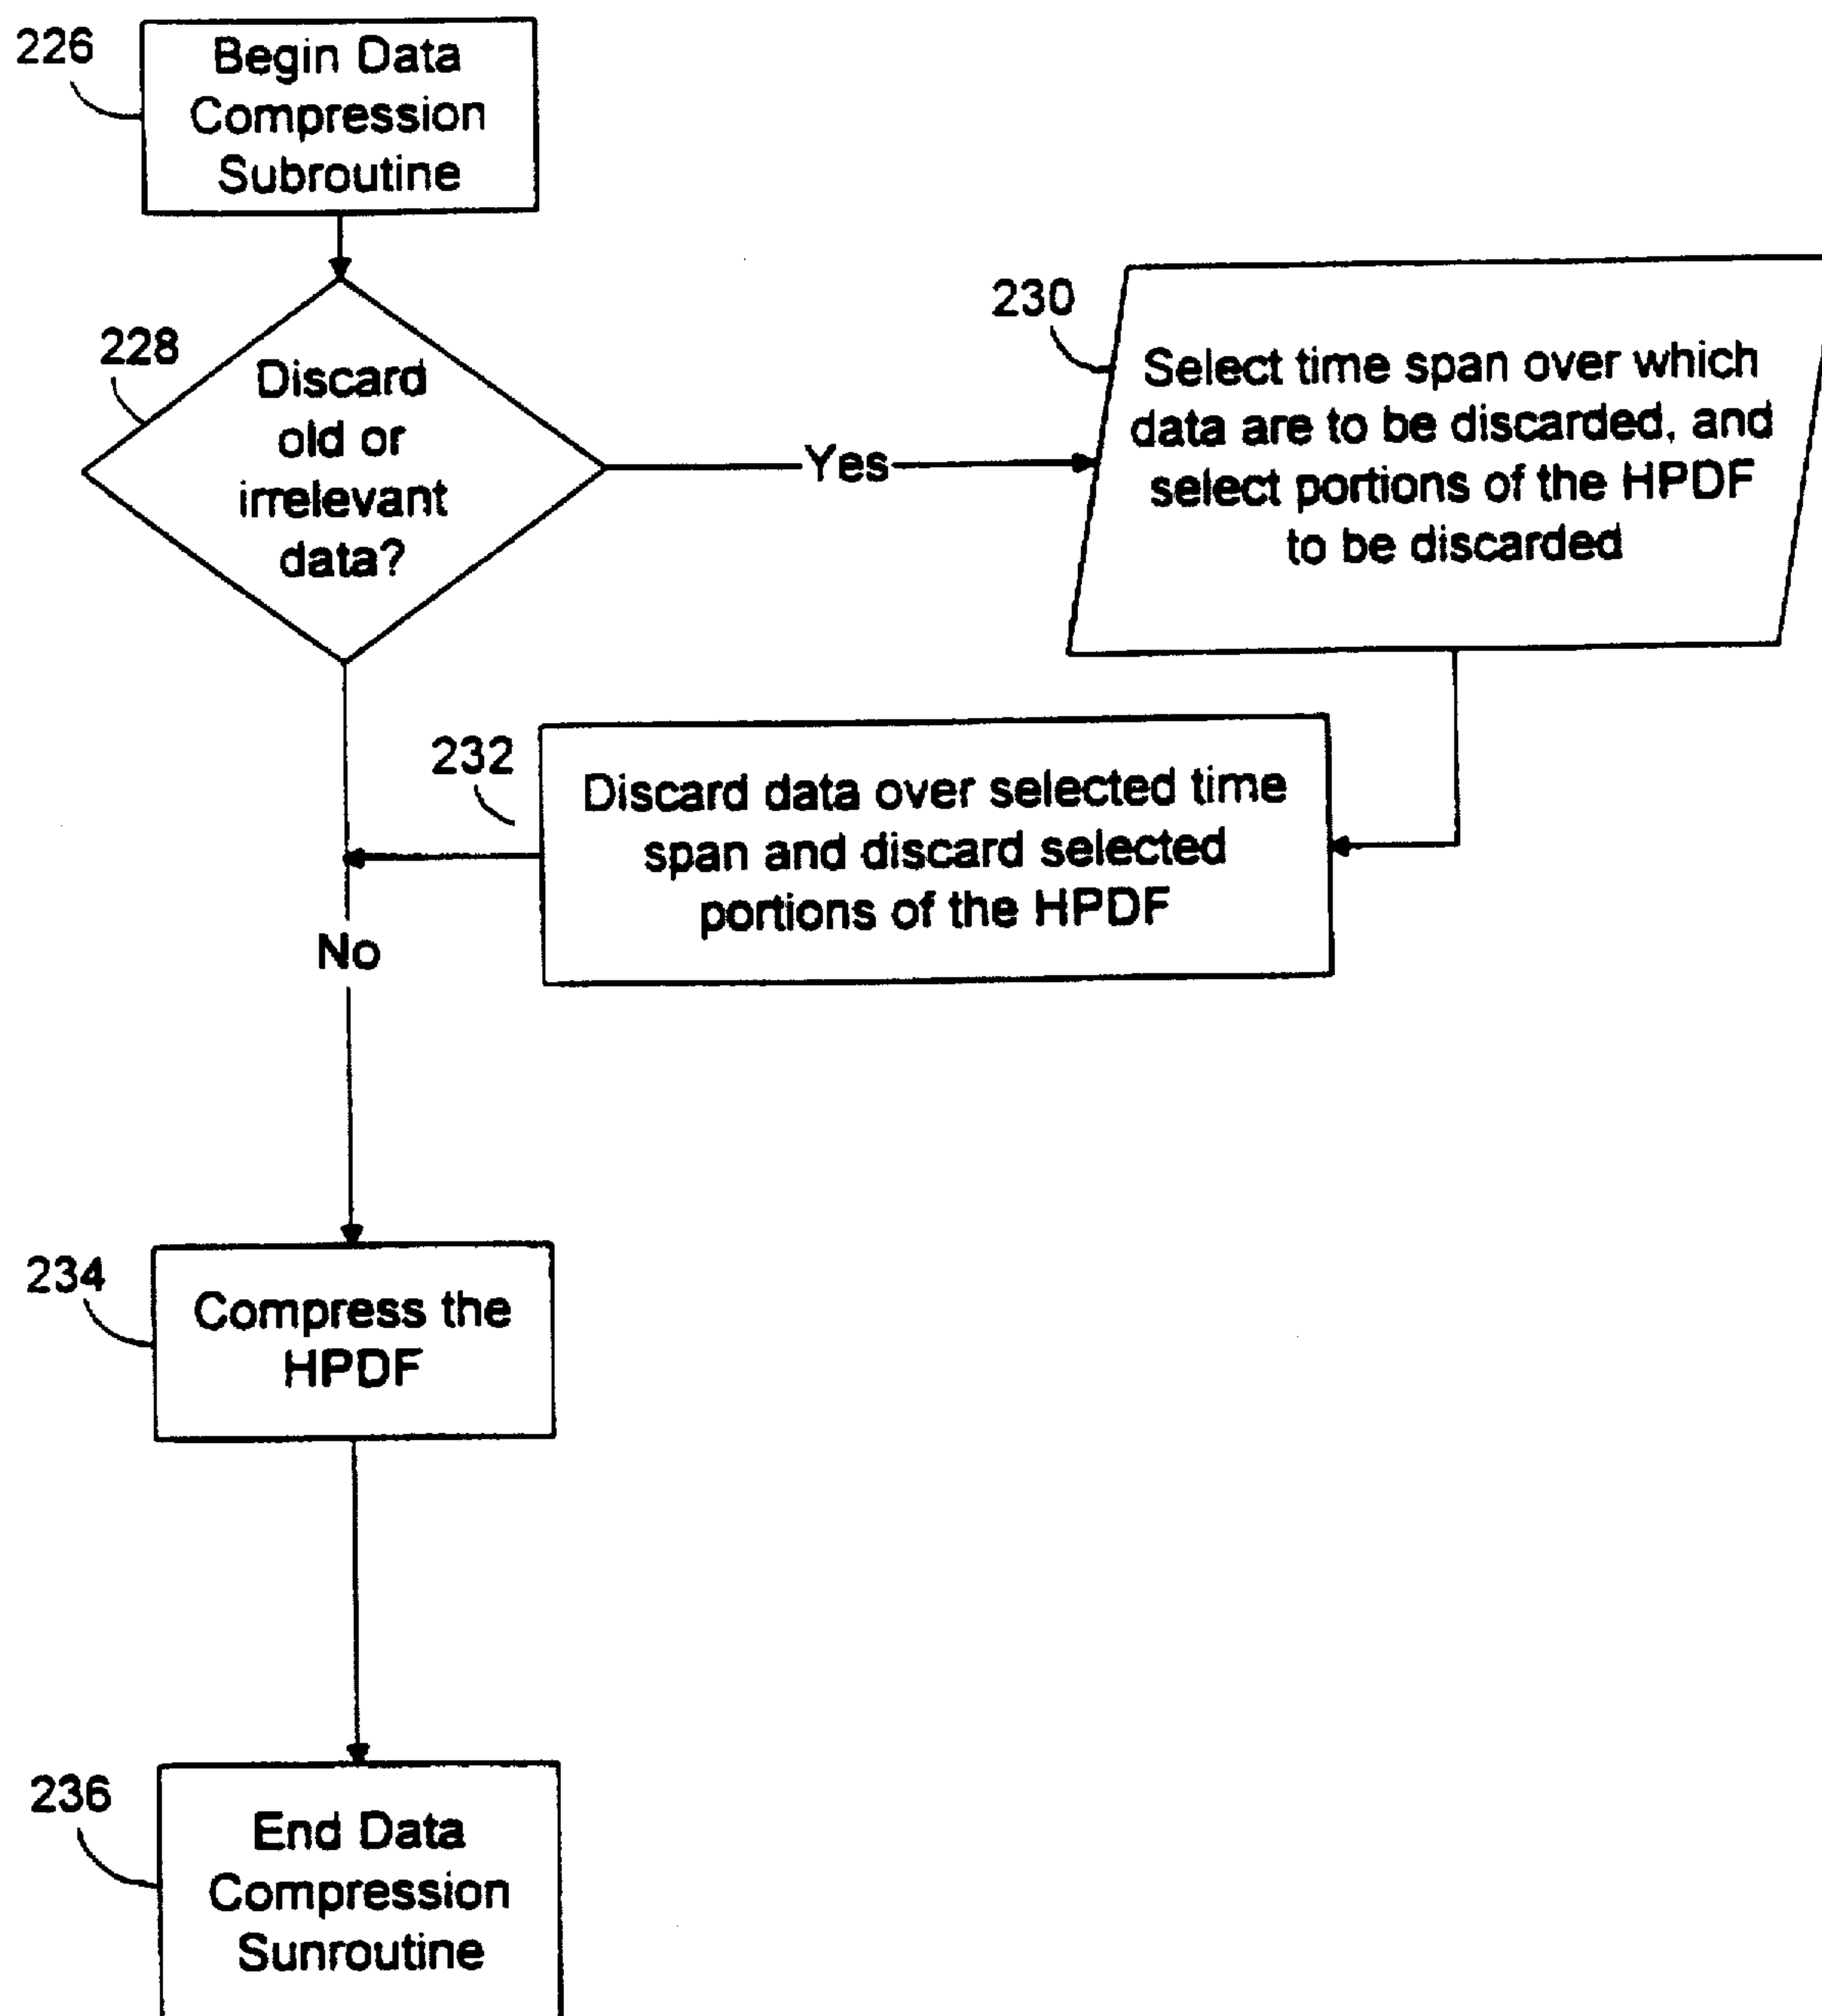 226
Begin Data
Compression
Subroutine
228
Discard
old or
irrelevant
data?
Yes
230
Select time span over which
data are to be discarded, and
select portions of the HPDF
to be discarded
232
Discard data over selected time
span and discard selected
portions of the HPDF
No
234
Compress the
HPDF
236
End Data
Compression
Sunroutine